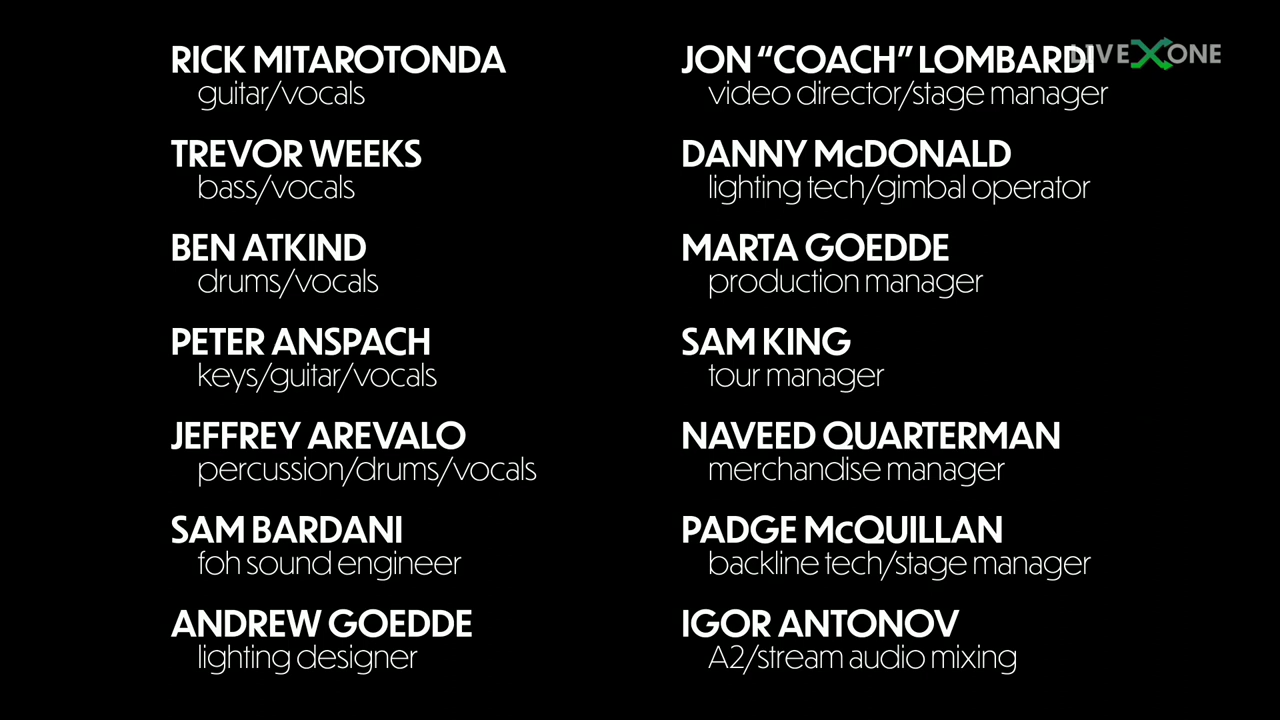 RICK MITAROTONDA
guitar/vocals
TREVOR WEEKS
bass/vocals
BEN ATKIND
drums/vocals
PETER ANSPACH
keys/guitar/vocals
JEFFREY AREVALO
percussion/drums/vocals
SAM BARDANI
foh sound engineer
ANDREW GOEDDE
lighting designer
JON “COACH” LOMBARDI
video director/stage manager
DANNY McDONALD
lighting tech/gimbal operator
MARTA GOEDDE
production manager
SAM KING
tour manager
NAVEED QUARTERMAN
merchandise manager
PADGE McQUILLAN
backline tech/stage manager
IGOR ANTONOV
A2/stream audio mixing
LIVEXONE